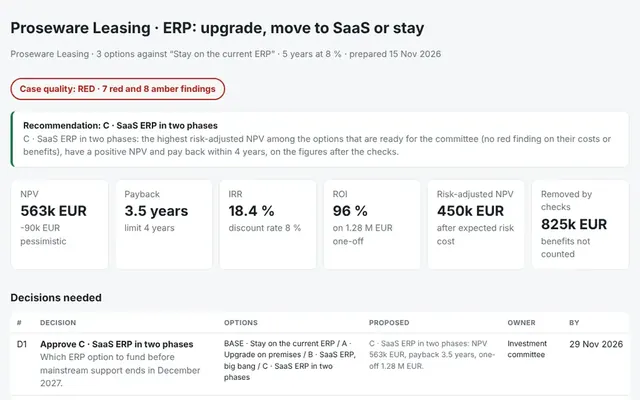 Proseware Leasing · ERP: upgrade, move to SaaS or stay
Proseware Leasing · 3 options against “Stay on the current ERP” · 5 years at 8 % · prepared 15 Nov 2026
Case quality: RED · 7 red and 8 amber findings
Recommendation: C · SaaS ERP in two phases
C · SaaS ERP in two phases: the highest risk-adjusted NPV among the options that are ready for the committee (no red finding on their costs or
benefits), have a positive NPV and pay back within 4 years, on the figures after the checks.
NPV
563k EUR
-90k EUR
pessimistic
Payback
3.5 years
limit 4 years
IRR
18.4 %
discount rate 8 %
ROI
96 %
on 1.28 M EUR
one-off
Risk-adjusted NPV
450k EUR
after expected risk
cost
Removed by
checks
825k EUR
benefits not
counted
Decisions needed
# DECISION OPTIONS PROPOSED OWNER BY
D1 Approve C · SaaS ERP in two phases
Which ERP option to fund before
mainstream support ends in December
2027.
BASE · Stay on the current ERP / A ·
Upgrade on premises / B · SaaS ERP,
big bang / C · SaaS ERP in two
phases
C · SaaS ERP in two phases: NPV
563k EUR, payback 3.5 years, one-
off 1.28 M EUR.
Investment
committee
29 Nov 2026